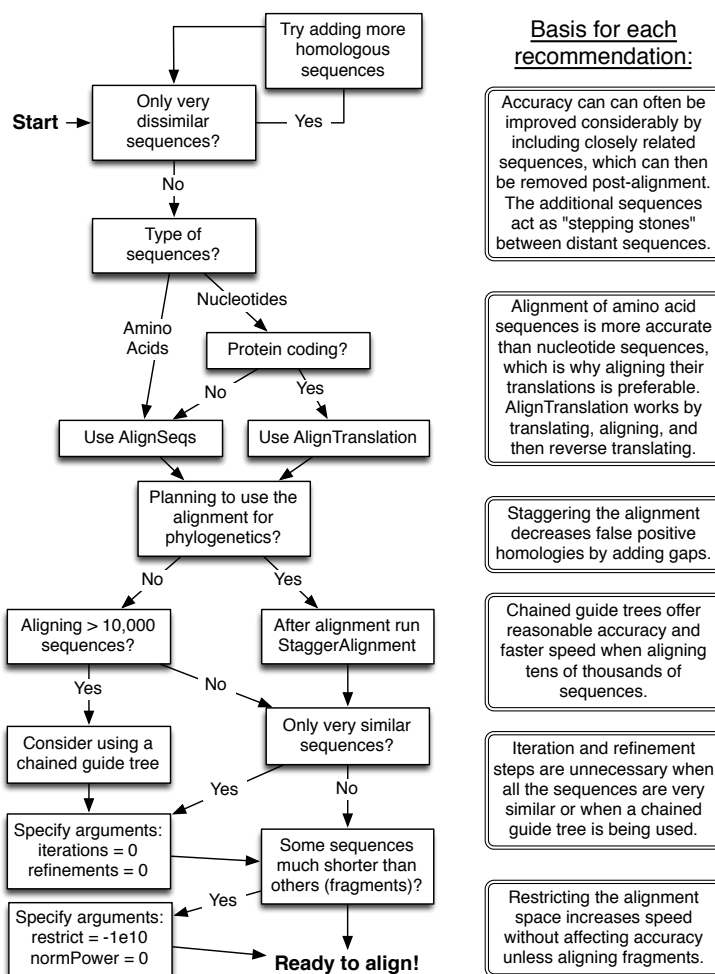 Try adding more
homologous
sequences
Start
Only very
dissimilar
sequences?
Yes
No
Type of
sequences?
Nucleotides
Amino
Acids
Protein coding?
No
Yes
Use AlignSeqs
Use AlignTranslation
Planning to use the
alignment for
phylogenetics?
No
Yes
Aligning > 10,000
sequences?
After alignment run
StaggerAlignment
Yes
No
Consider using a
chained guide tree
Only very similar
sequences?
Yes
No
Specify arguments:
iterations = 0
refinements = 0
Some sequences
much shorter than
others (fragments)?
Yes
Specify arguments:
restrict = -1e10
normPower = 0
Ready to align!
Basis for each
recommendation:
Accuracy can can often be
improved considerably by
including closely related
sequences, which can then
be removed post-alignment.
The additional sequences
act as "stepping stones"
between distant sequences.
Alignment of amino acid
sequences is more accurate
than nucleotide sequences,
which is why aligning their
translations is preferable.
AlignTranslation works by
translating, aligning, and
then reverse translating.
Staggering the alignment
decreases false positive
homologies by adding gaps.
Chained guide trees offer
reasonable accuracy and
faster speed when aligning
tens of thousands of
sequences.
Iteration and refinement
steps are unnecessary when
all the sequences are very
similar or when a chained
guide tree is being used.
Restricting the alignment
space increases speed
without affecting accuracy
unless aligning fragments.